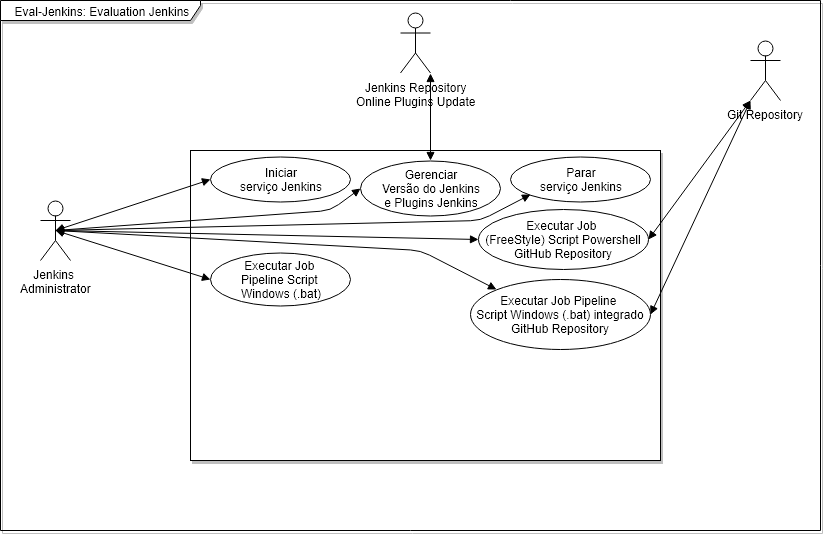 Eval-Jenkins: Evaluation Jenkins
Jenkins Repository
Online Plugins Update
Git Repository
Iniciar
serviço Jenkins
Gerenciar
Versão do Jenkins
e Plugins Jenkins
Parar
serviço Jenkins
Executar Job
(FreeStyle) Script Powershell
GitHub Repository
Jenkins
Administrator
Executar Job
Pipeline Script
Windows (.bat)
Executar Job Pipeline
Script Windows (.bat) integrado
GitHub Repository